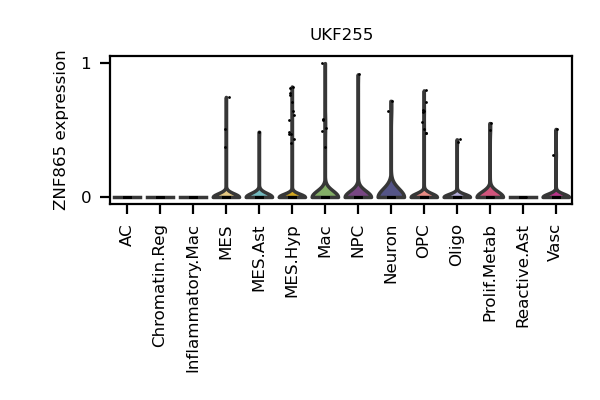 UKF255
ZNF865 expression
1
0
AC
Chromatin.Reg
Inflammatory.Mac
MES
MES.Ast
MES.Hyp
Mac
NPC
Neuron
OPC
Oligo
Prolif.Metab
Reactive.Ast
Vasc